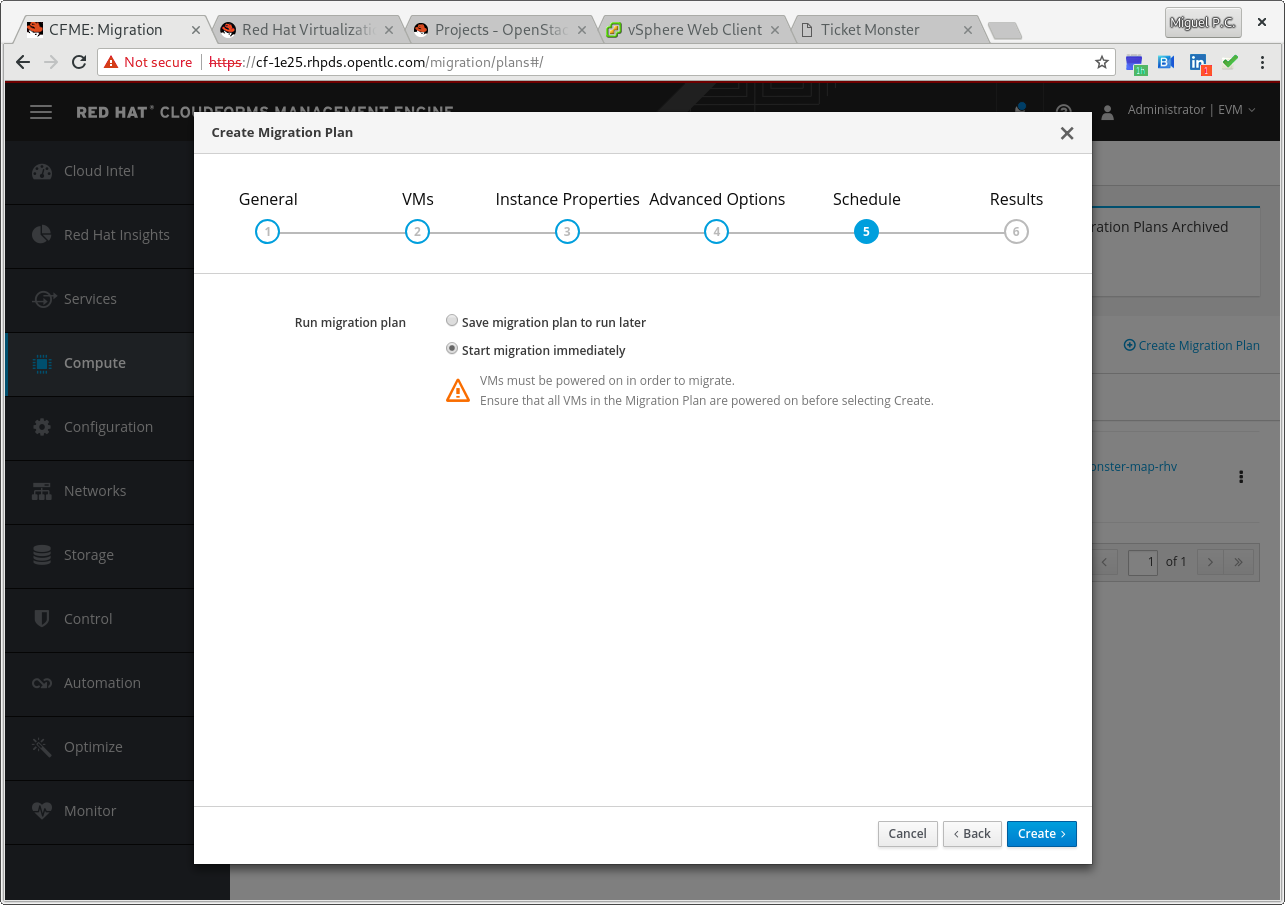 CFME: Migration
Red Hat Virtualizati
Projects - OpenStac
vSphere Web Client
Ticket Monster
Miguel P.C.
Not secure
https://cf-1e25.rhpds.opentlc.com/migration/plans#/
1h
1
RED HAT CLOUDFORMS MANAGEMENT ENGINE
Administrator | EVM
Create Migration Plan
Cloud Intel
Red Hat Insights
Services
Compute
Configuration
Networks
Storage
Control
Automation
Optimize
Monitor
General
VMs
Instance Properties
Advanced Options
Schedule
Results
1
2
3
4
5
6
ration Plans Archived
Run migration plan
Save migration plan to run later
Start migration immediately
VMs must be powered on in order to migrate.
Ensure that all VMs in the Migration Plan are powered on before selecting Create.
Create Migration Plan
onster-map-rhv
1 of 1
Cancel
< Back
Create >